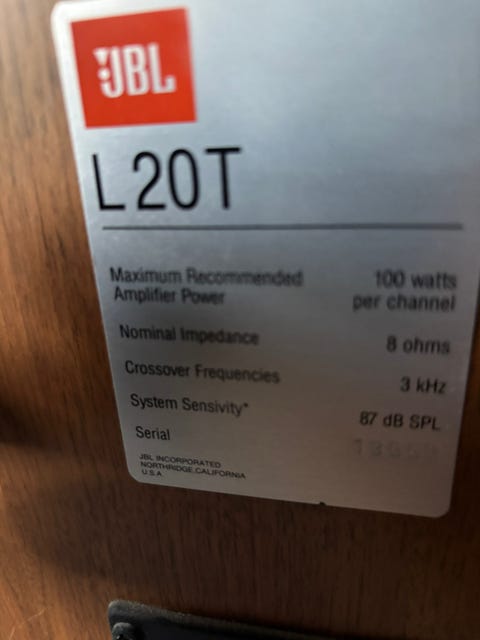 JBL
L20T
Maximum Recommended
Amplifier Power
100 watts
per channel
Nominal Impedance 8 ohms
Crossover Frequencies 3 kHz
System Sensivity* 87 dB SPL
Serial
JBL INCORPORATED
NORTHRIDGE, CALIFORNIA
U.S.A